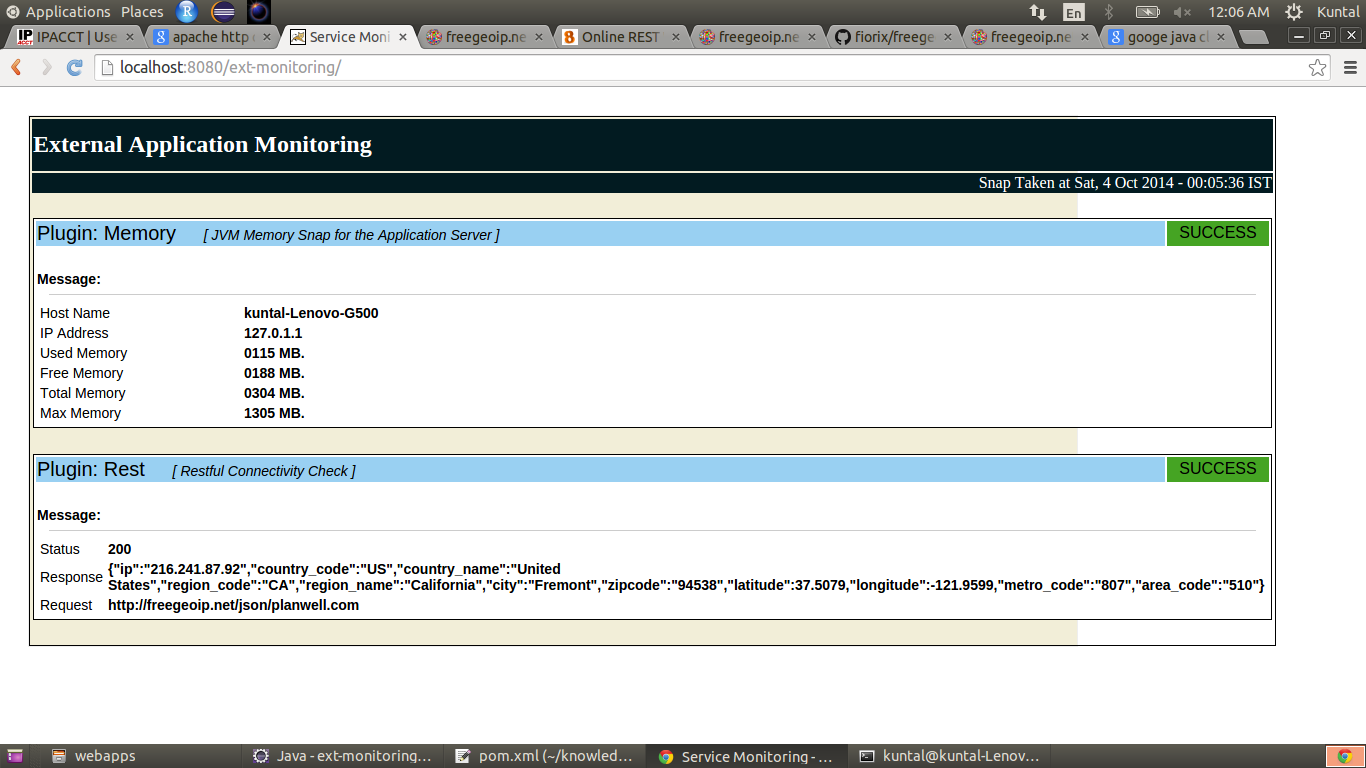 Applications Places En 12:06 AM Kuntal
IPACCT | Use apache http Service Moni freegeoip.ne Online REST freegeoip.ne fiorix/freege freegeoip.ne googe java cl
localhost:8080/ext-monitoring/
External Application Monitoring
Snap Taken at Sat, 4 Oct 2014 - 00:05:36 IST
Plugin: Memory [ JVM Memory Snap for the Application Server ] SUCCESS
Message:
Host Name kuntal-Lenovo-G500
IP Address 127.0.1.1
Used Memory 0115 MB.
Free Memory 0188 MB.
Total Memory 0304 MB.
Max Memory 1305 MB.
Plugin: Rest [ Restful Connectivity Check ] SUCCESS
Message:
Status 200
Response {"ip":"216.241.87.92","country_code":"US","country_name":"United
States","region_code":"CA","region_name":"California","city":"Fremont","zipcode":"94538","latitude":37.5079,"longitude":-121.9599,"metro_code":"807","area_code":"510"}
Request http://freegeoip.net/json/planwell.com
webapps Java - ext-monitoring... pom.xml (~/knowled... Service Monitoring - ... kuntal@kuntal-Lenov...